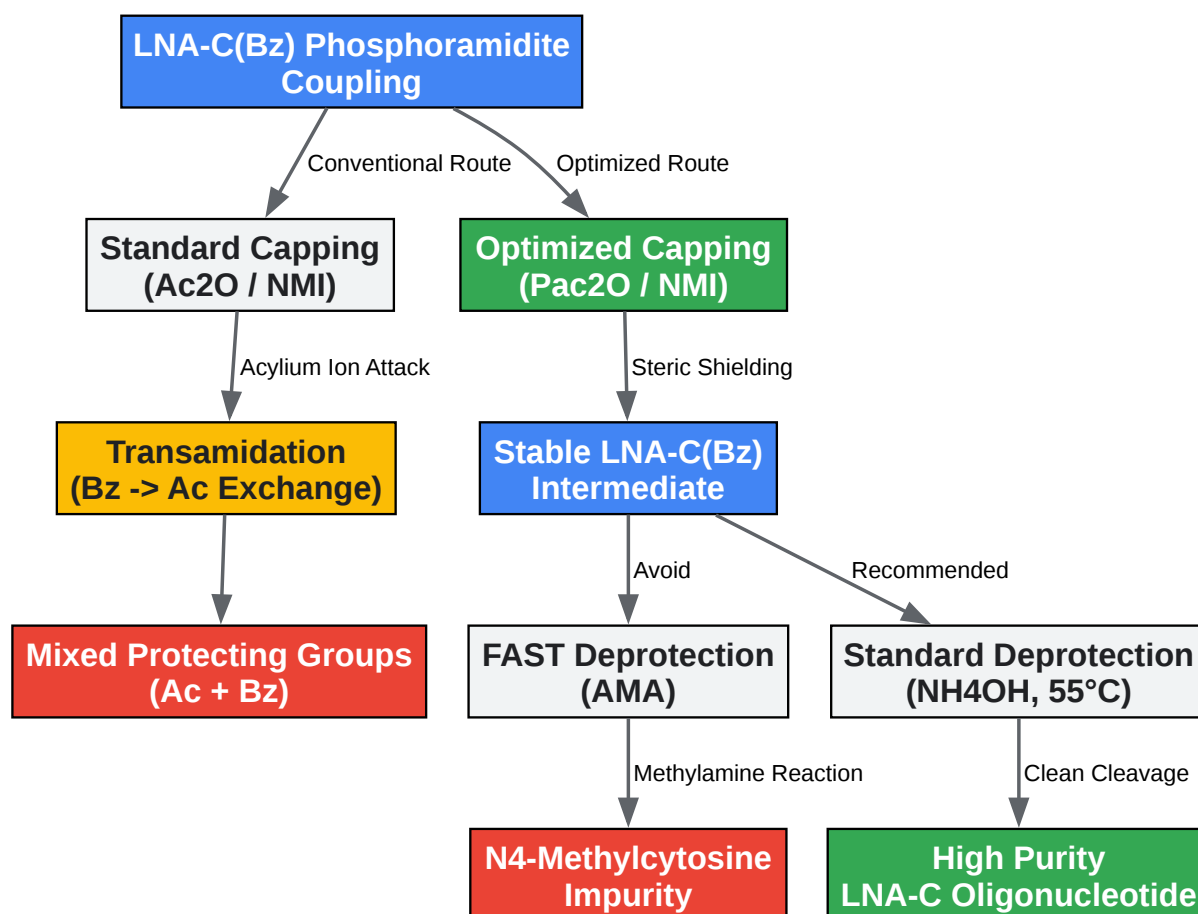 LNA-C(Bz) Phosphoramidite
Coupling
Conventional Route
Optimized Route
Standard Capping
(Ac2O / NMI)
Optimized Capping
(Pac2O / NMI)
Acylium Ion Attack
Steric Shielding
Transamidation
(Bz -> Ac Exchange)
Stable LNA-C(Bz)
Intermediate
Avoid
Recommended
Mixed Protecting Groups
(Ac + Bz)
FAST Deprotection
(AMA)
Standard Deprotection
(NH4OH, 55°C)
Methylamine Reaction
Clean Cleavage
N4-Methylcytosine
Impurity
High Purity
LNA-C Oligonucleotide